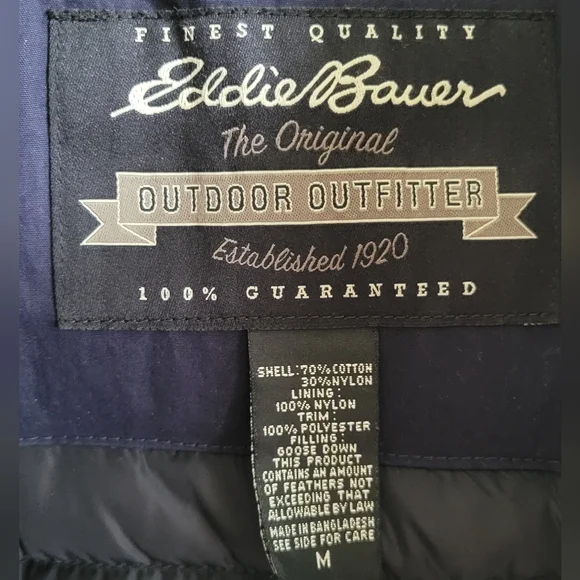 FINEST QUALITY
Eddie Bauer
The Original
OUTDOOR OUTFITTER
Established 1920
100% GUARANTEED
SHELL: 70% COTTON
30% NYLON
LINING:
100% NYLON
TRIM:
100% POLYESTER
FILLING:
GOOSE DOWN
THIS PRODUCT
CONTAINS AN AMOUNT
OF FEATHERS NOT
EXCEEDING THAT
ALLOWABLE BY LAW
MADE IN BANGLADESH
SEE SIDE FOR CARE
M